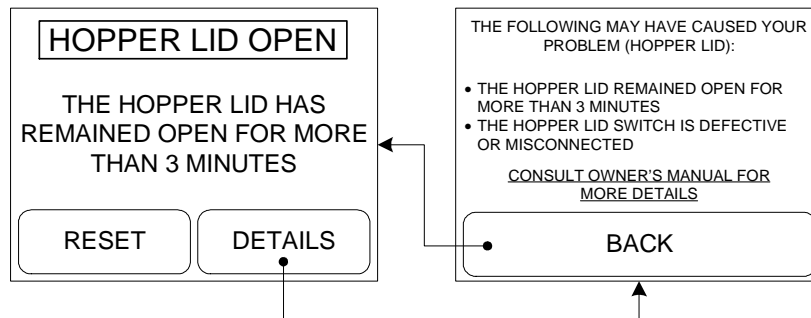 HOPPER LID OPEN
THE HOPPER LID HAS
REMAINED OPEN FOR MORE
THAN 3 MINUTES
RESET
DETAILS
THE FOLLOWING MAY HAVE CAUSED YOUR
PROBLEM (HOPPER LID):
• THE HOPPER LID REMAINED OPEN FOR
MORE THAN 3 MINUTES
• THE HOPPER LID SWITCH IS DEFECTIVE
OR MISCONNECTED
CONSULT OWNER'S MANUAL FOR
MORE DETAILS
BACK